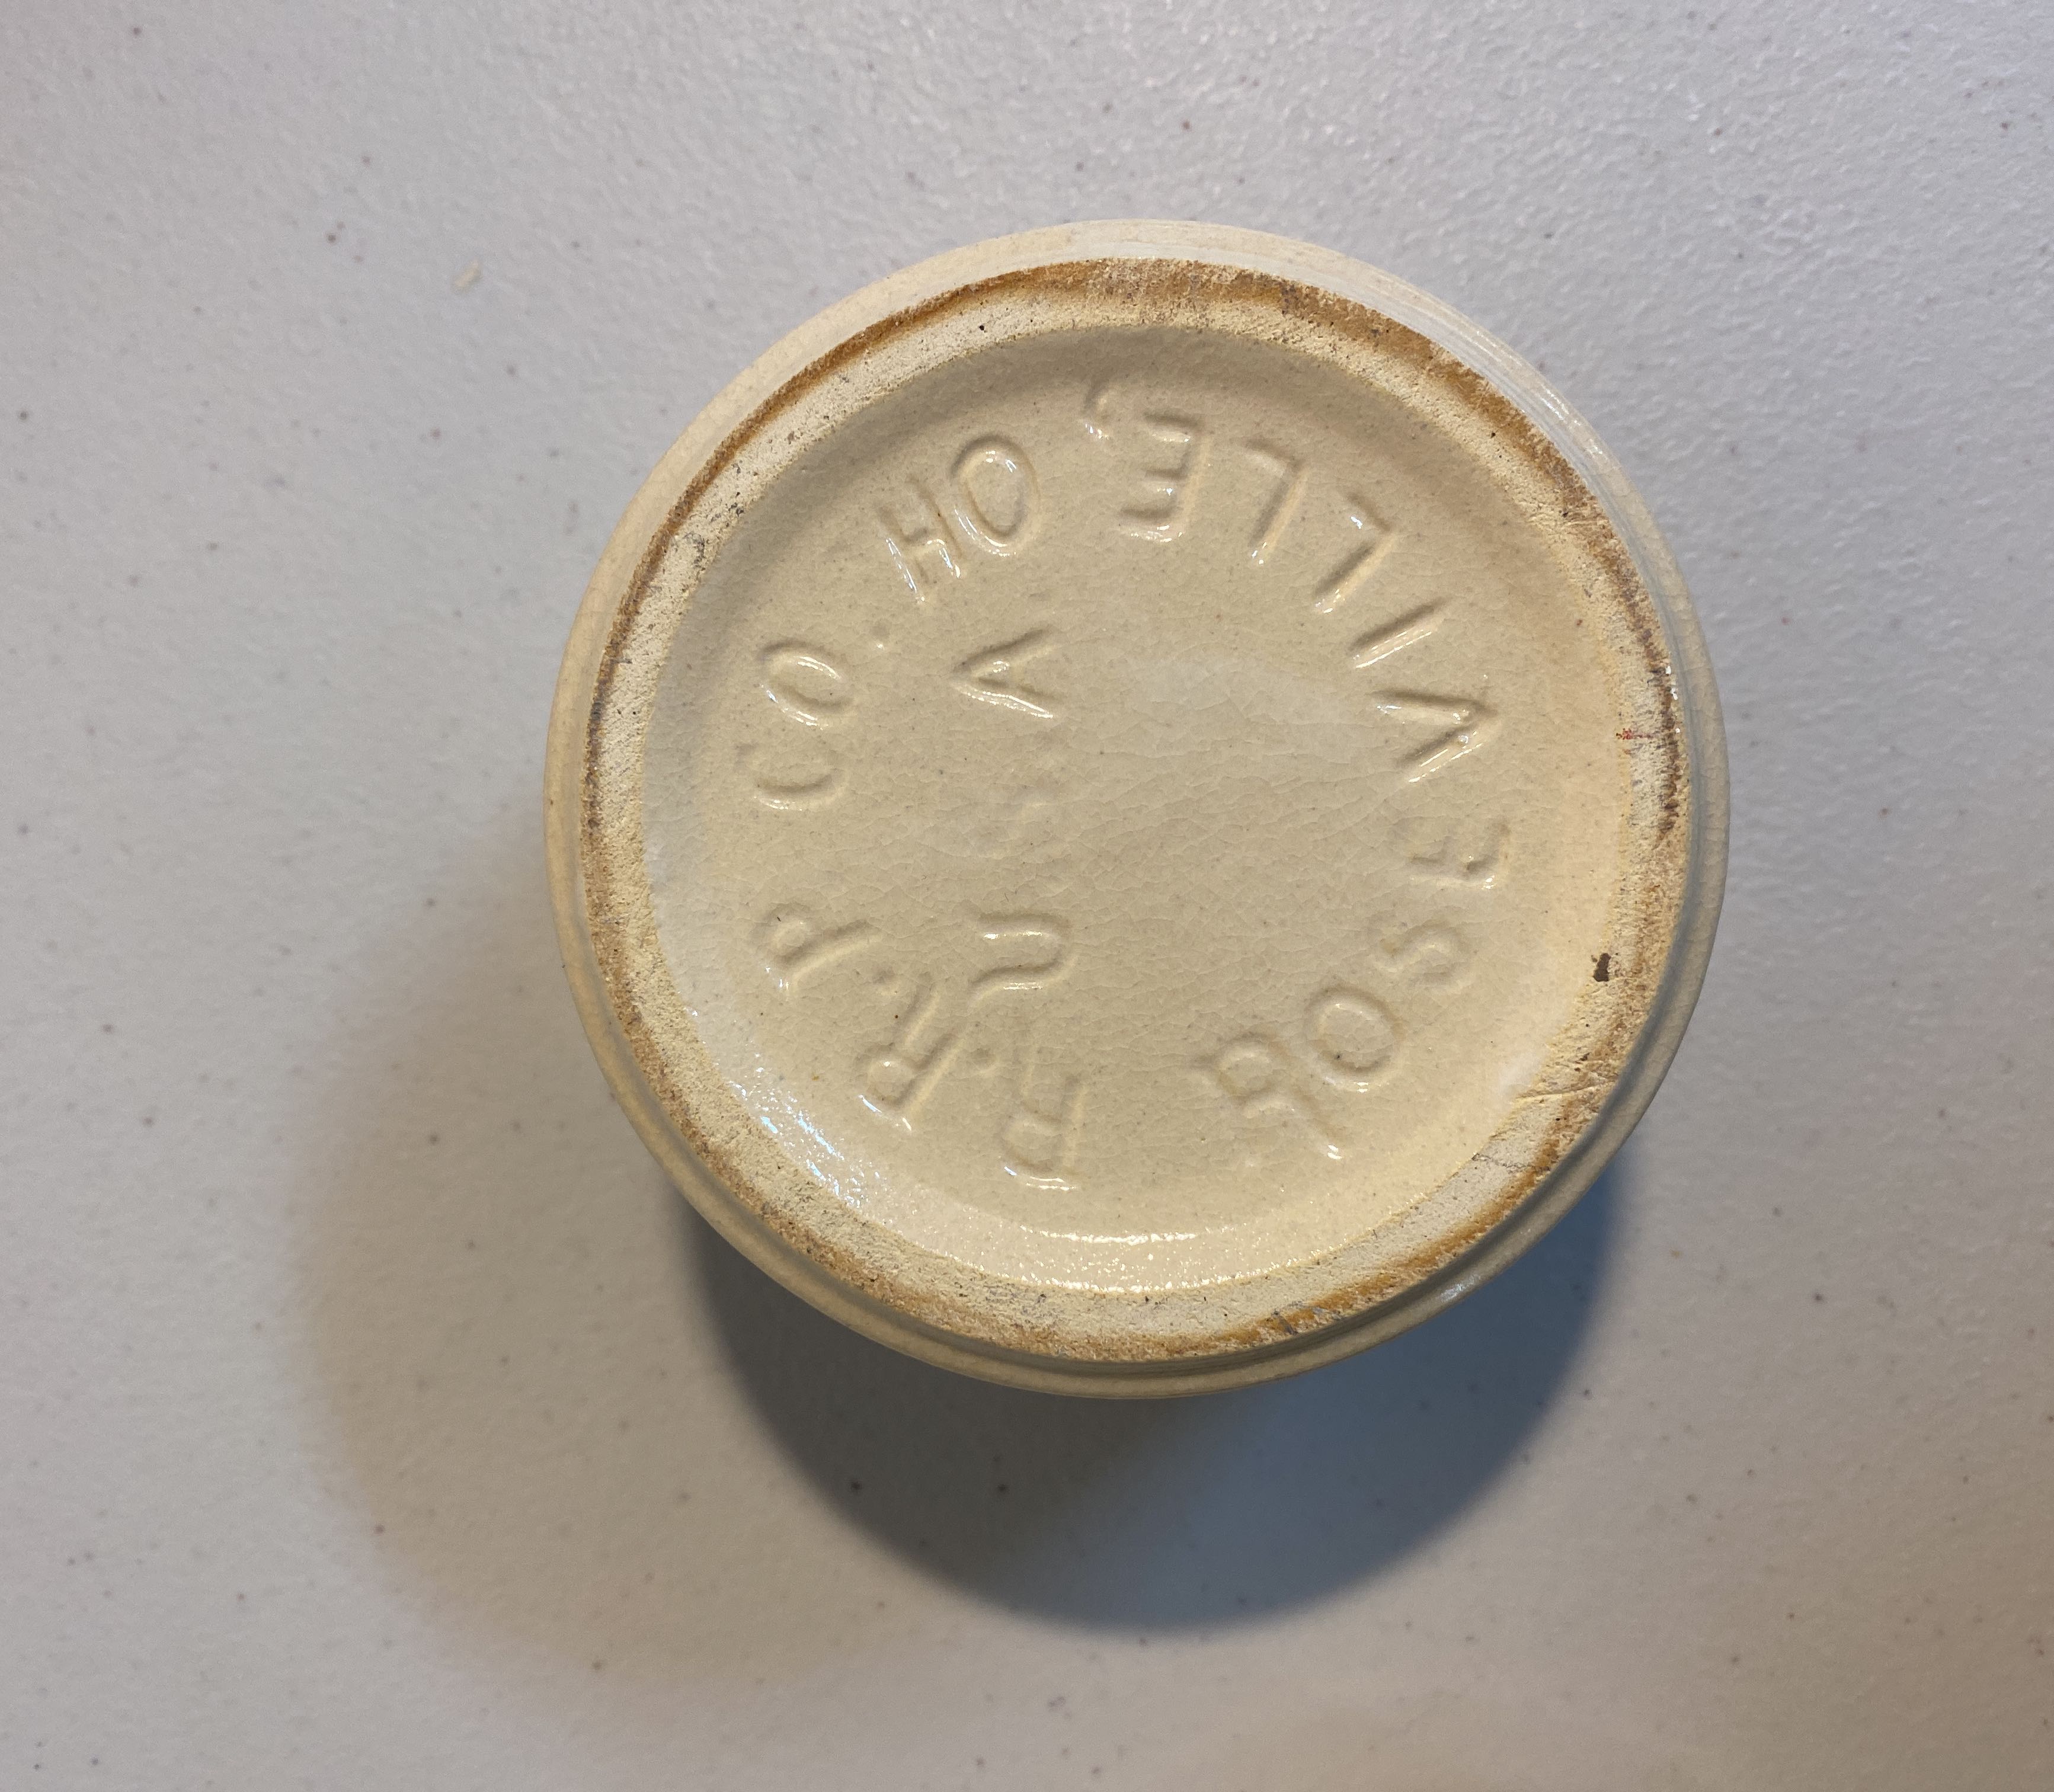 R.R.P CO.
U A
ROSEVILLE, OH